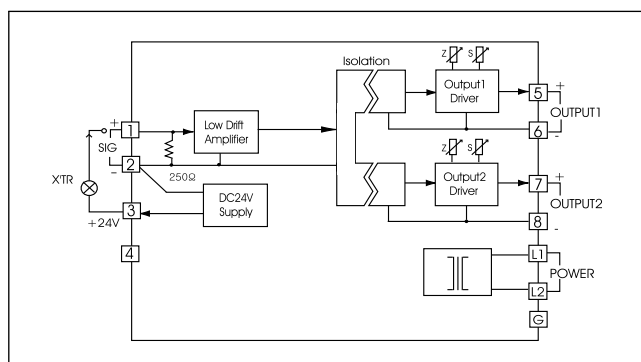 Isolation
Z S
Output1
Driver
5 +
OUTPUT1
6 -
+ 1
SIG
- 2
Low Drift
Amplifier
250Ω
X'TR
DC24V
Supply
+24V 3
4
Z S
Output2
Driver
7 +
OUTPUT2
8 -
L1
POWER
L2
G